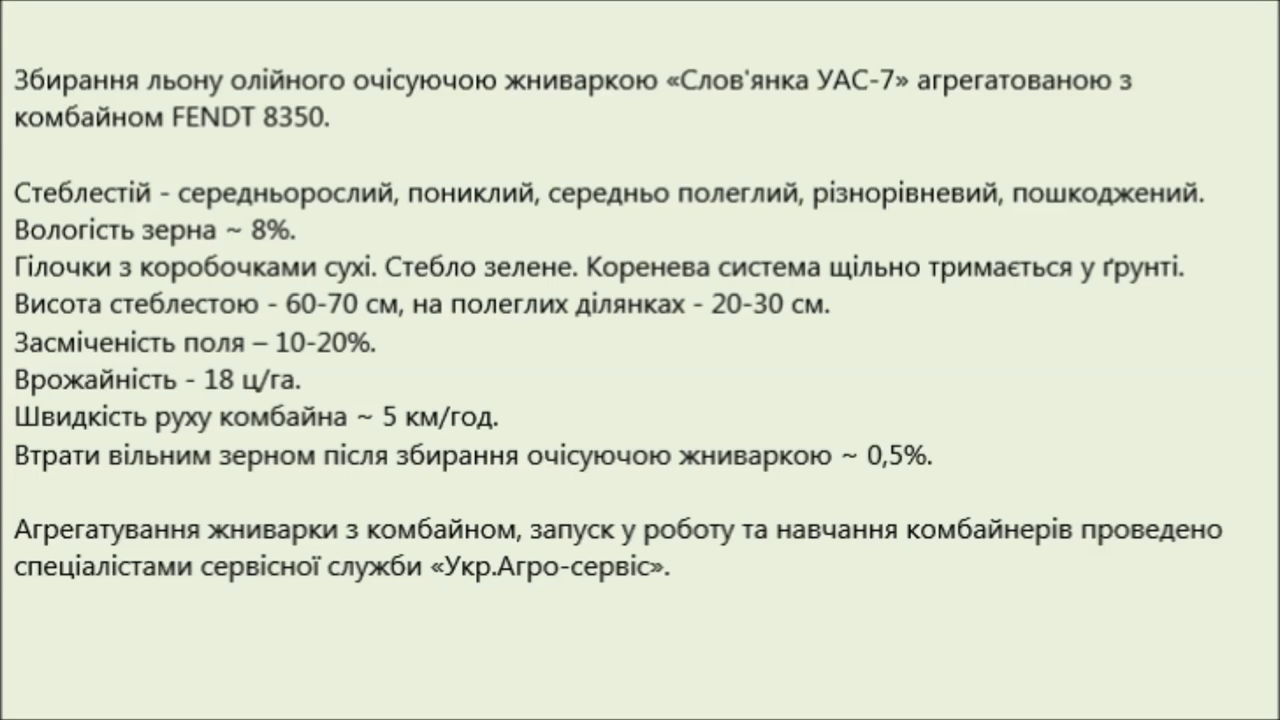 Збирання льону олійного очісуючою жниваркою «Слов'янка УАС-7» агрегатованою з
комбайном FENDT 8350.
Стеблестій - середньорослий, пониклий, середньо полеглий, різнорівневий, пошкоджений.
Вологість зерна ~ 8%.
Гілочки з коробочками сухі. Стебло зелене. Коренева система щільно тримається у ґрунті.
Висота стеблестою - 60-70 см, на полеглих ділянках - 20-30 см.
Засміченість поля – 10-20%.
Врожайність - 18 ц/га.
Швидкість руху комбайна ~ 5 км/год.
Втрати вільним зерном після збирання очісуючою жниваркою ~ 0,5%.
Агрегатування жниварки з комбайном, запуск у роботу та навчання комбайнерів проведено
спеціалістами сервісної служби «Укр.Агро-сервіс».